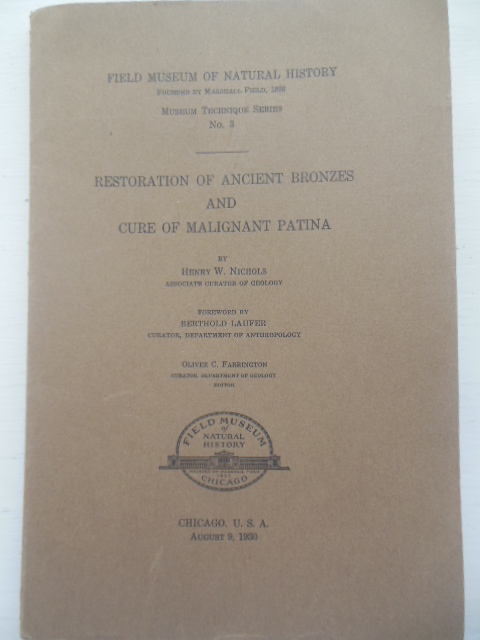 FIELD MUSEUM OF NATURAL HISTORY
FOUNDED BY MARSHALL FIELD, 1893
MUSEUM TECHNIQUE SERIES
No. 3
RESTORATION OF ANCIENT BRONZES
AND
CURE OF MALIGNANT PATINA
BY
HENRY W. NICHOLS
ASSOCIATE CURATOR OF GEOLOGY
FOREWORD BY
BERTHOLD LAUFER
CURATOR, DEPARTMENT OF ANTHROPOLOGY
OLIVER C. FARRINGTON
CURATOR, DEPARTMENT OF GEOLOGY
EDITOR
FIELD MUSEUM
of
NATURAL
HISTORY
CHICAGO
CHICAGO, U. S. A.
AUGUST 9, 1930